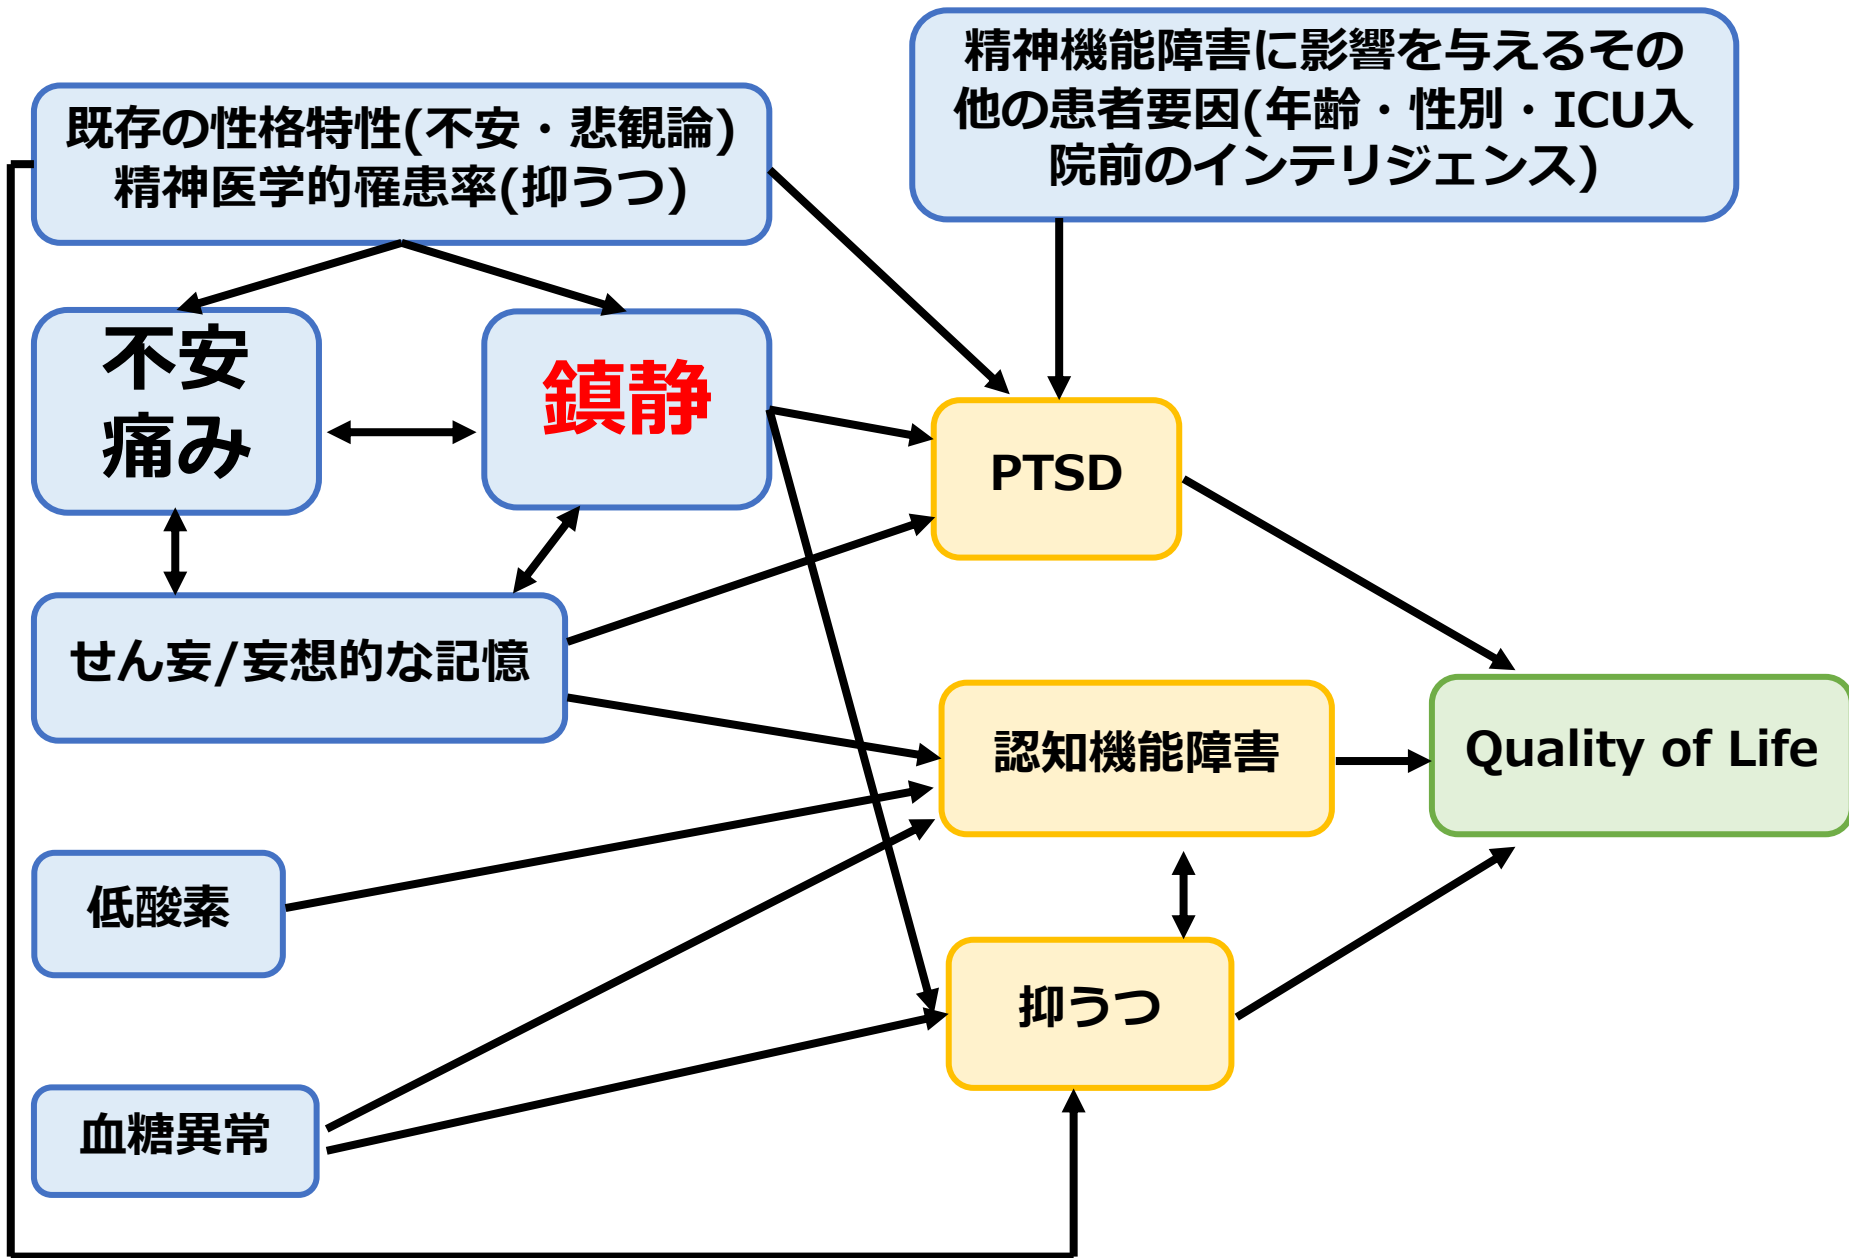 精神機能障害に影響を与えるその
他の患者要因(年齢・性別・ICU入
院前のインテリジェンス)
既存の性格特性(不安・悲観論)
精神医学的罹患率(抑うつ)
不安
痛み
鎮静
PTSD
せん妄/妄想的な記憶
認知機能障害
Quality of Life
低酸素
抑うつ
血糖異常